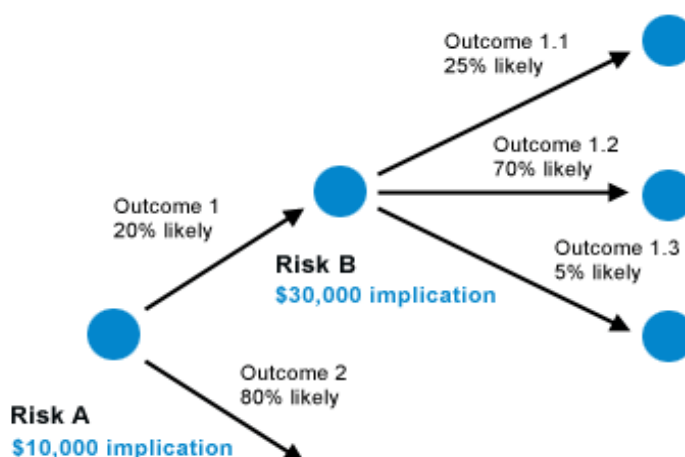 Outcome 1.1
25% likely
Outcome 1.2
70% likely
Outcome 1
20% likely
Outcome 1.3
5% likely
Risk B
$30,000 implication
Outcome 2
80% likely
Risk A
$10,000 implication